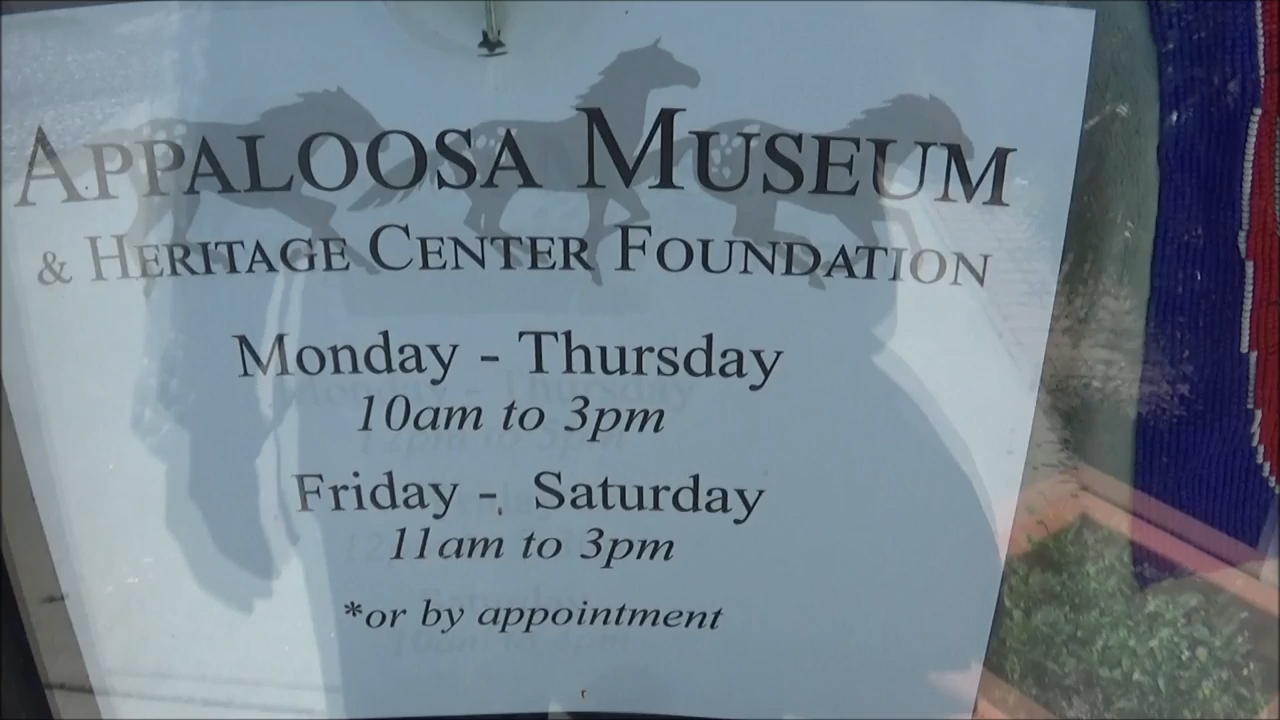 APPALOOSA MUSEUM
& HERITAGE CENTER FOUNDATION
Monday - Thursday
10am to 3pm
Friday - Saturday
11am to 3pm
*or by appointment